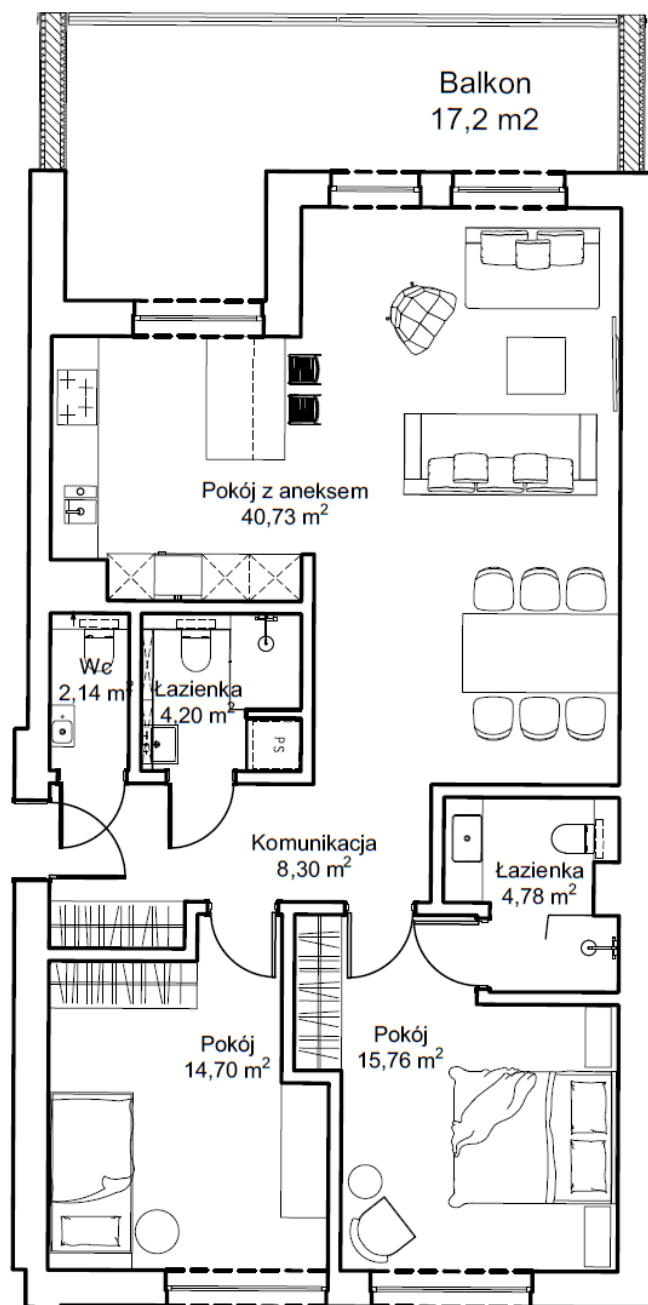 Balkon
17,2 m2
Pokój z aneksem
40,73 m²
Wc
2,14 m²
Łazienka
4,20 m²
PS
Komunikacja
8,30 m²
Łazienka
4,78 m²
Pokój
14,70 m²
Pokój
15,76 m²